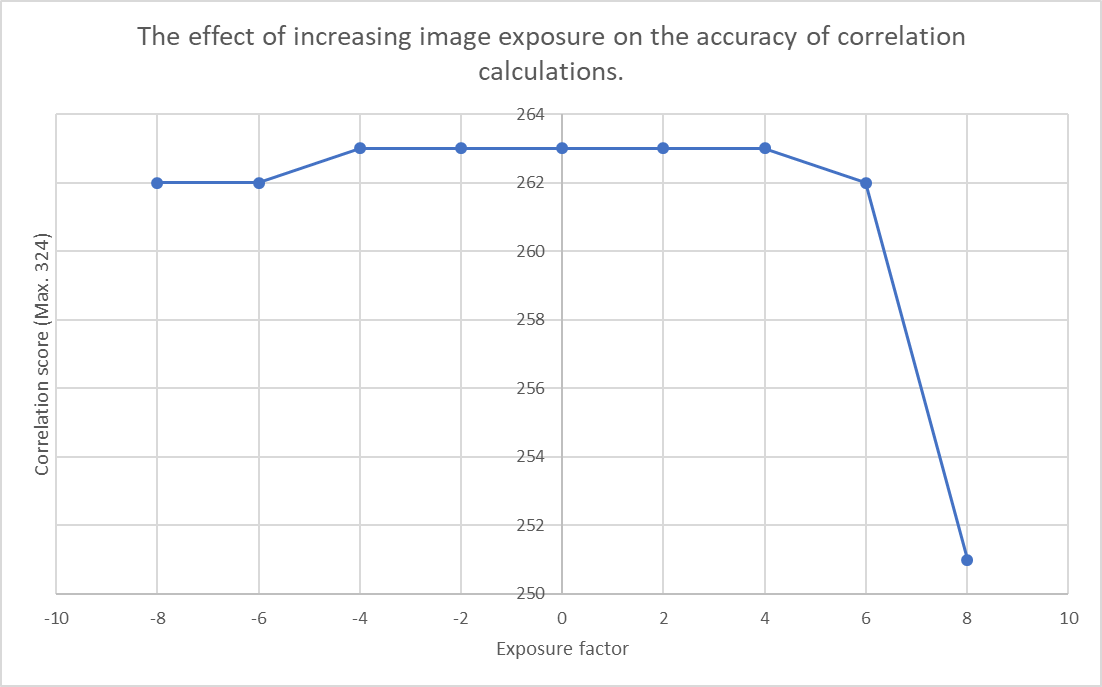 The effect of increasing image exposure on the accuracy of correlation
calculations.
264
262
260
258
256
254
252
250
Correlation score (Max. 324)
-10 -8 -6 -4 -2 0 2 4 6 8 10
Exposure factor